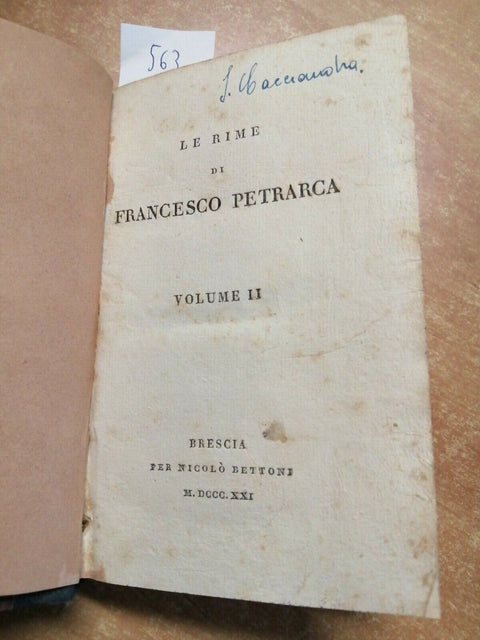 563
LE RIME
DI
FRANCESCO PETRARCA
VOLUME II
BRESCIA
PER NICOLÒ BETTONI
M. DCCC. XXI